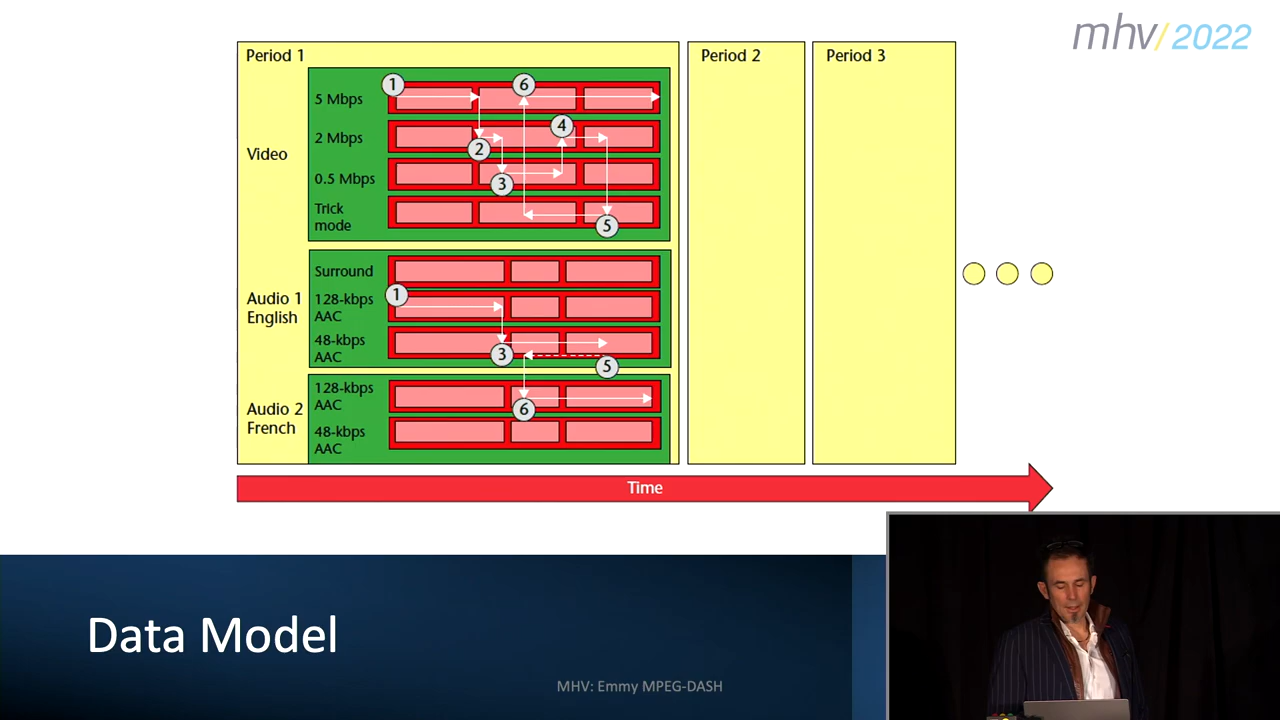 mhv/2022
Period 1
Period 2
Period 3
Video
5 Mbps
2 Mbps
0.5 Mbps
Trick
mode
1
6
4
2
3
5
Audio 1
English
Surround
128-kbps
AAC
48-kbps
AAC
1
3
5
Audio 2
French
128-kbps
AAC
48-kbps
AAC
6
Time
Data Model
MHV: Emmy MPEG-DASH